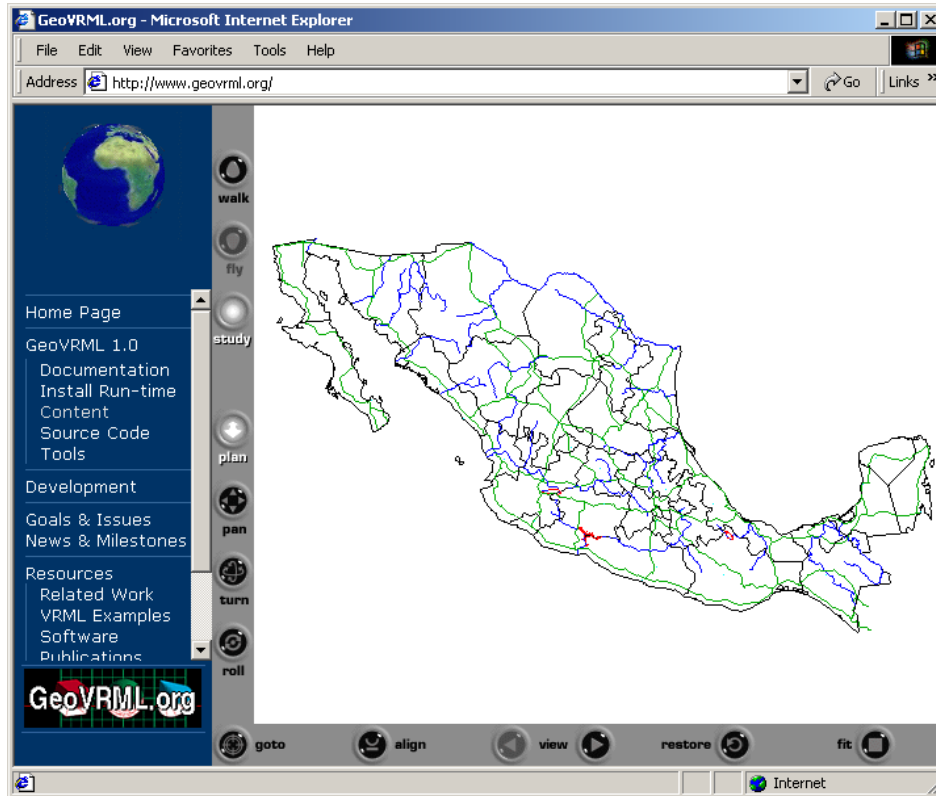 GeoVRML.org - Microsoft Internet Explorer
File Edit View Favorites Tools Help
Address http://www.geovrml.org/ Go Links »
walk
fly
study
plan
pan
turn
roll
Home Page
GeoVRML 1.0
Documentation
Install Run-time
Content
Source Code
Tools
Development
Goals & Issues
News & Milestones
Resources
Related Work
VRML Examples
Software
Publications
GeoVRML.org
goto align view restore fit
Internet